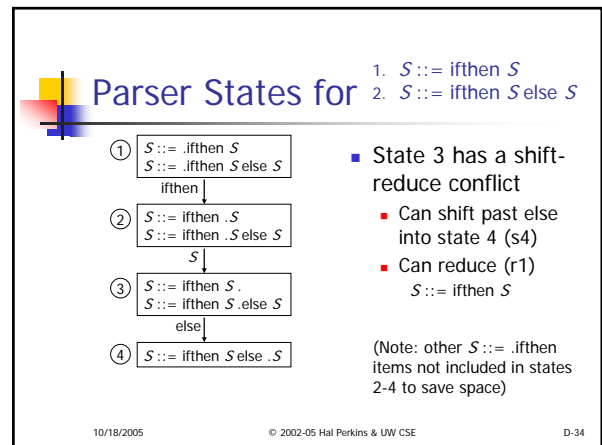 Parser States for
1. S ::= ifthen S
2. S ::= ifthen S else S
1
S ::= .ifthen S
S ::= .ifthen S else S
ifthen
2
S ::= ifthen .S
S ::= ifthen .S else S
S
3
S ::= ifthen S .
S ::= ifthen S .else S
else
4
S ::= ifthen S else .S
State 3 has a shift-
reduce conflict
Can shift past else
into state 4 (s4)
Can reduce (r1)
S ::= ifthen S
(Note: other S ::= .ifthen
items not included in states
2-4 to save space)
10/18/2005
© 2002-05 Hal Perkins & UW CSE
D-34